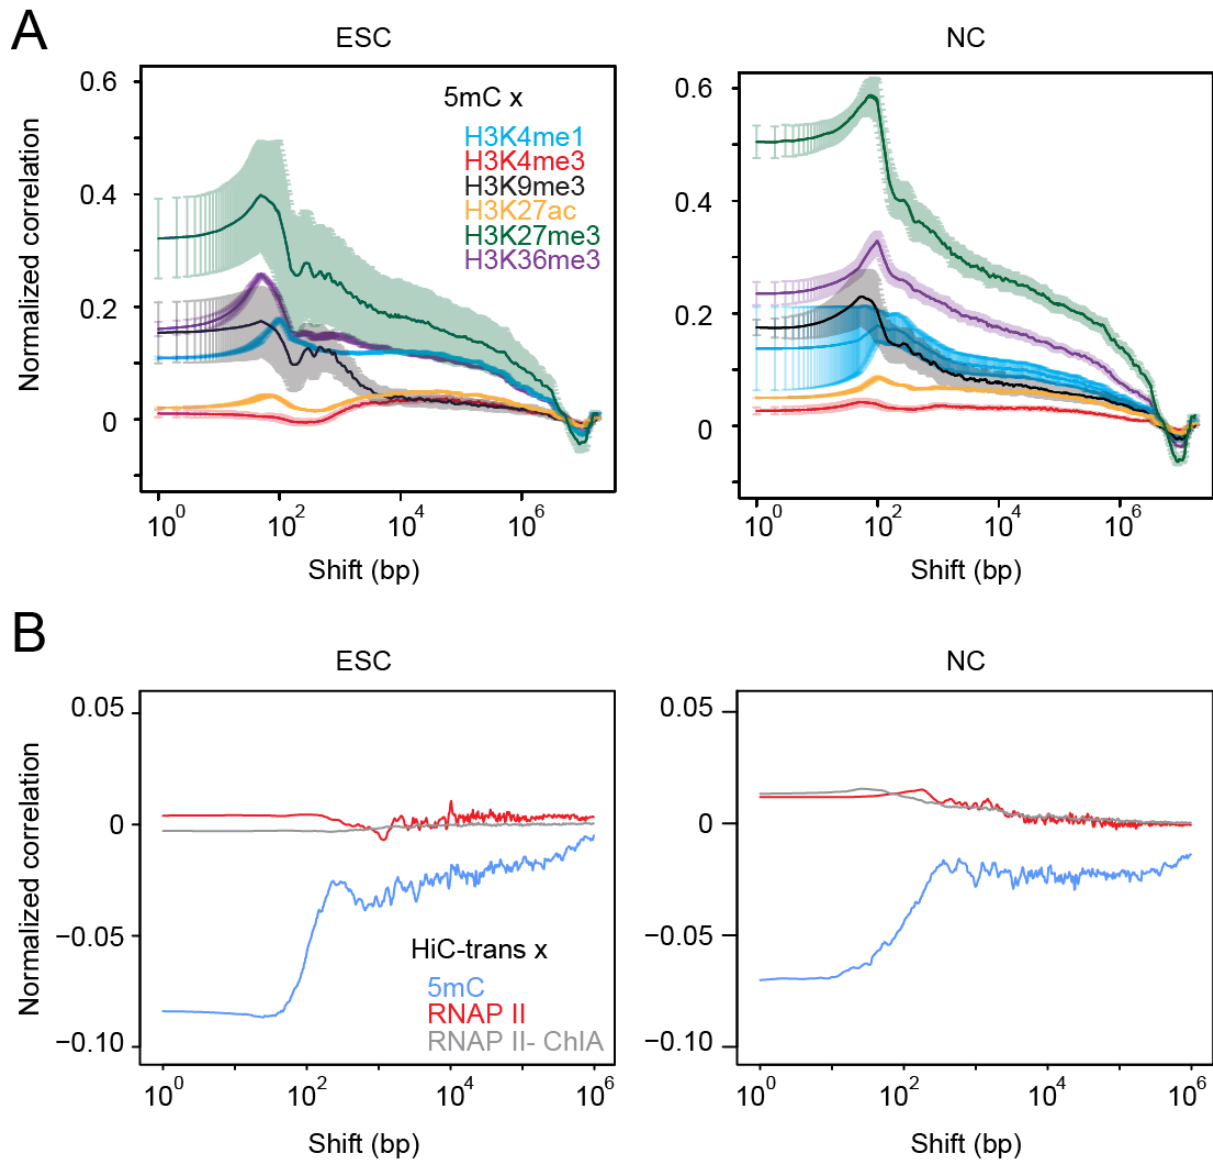 A
ESC
NC
Normalized correlation
0.6
0.4
0.2
0
5mC x
H3K4me1
H3K4me3
H3K9me3
H3K27ac
H3K27me3
H3K36me3
10^0
10^2
10^4
10^6
Shift (bp)
0.6
0.4
0.2
0
10^0
10^2
10^4
10^6
Shift (bp)
B
ESC
NC
Normalized correlation
0.05
0
−0.05
−0.10
HiC-trans x
5mC
RNAP II
RNAP II- ChIA
10^0
10^2
10^4
10^6
Shift (bp)
0.05
0
−0.05
−0.10
10^0
10^2
10^4
10^6
Shift (bp)